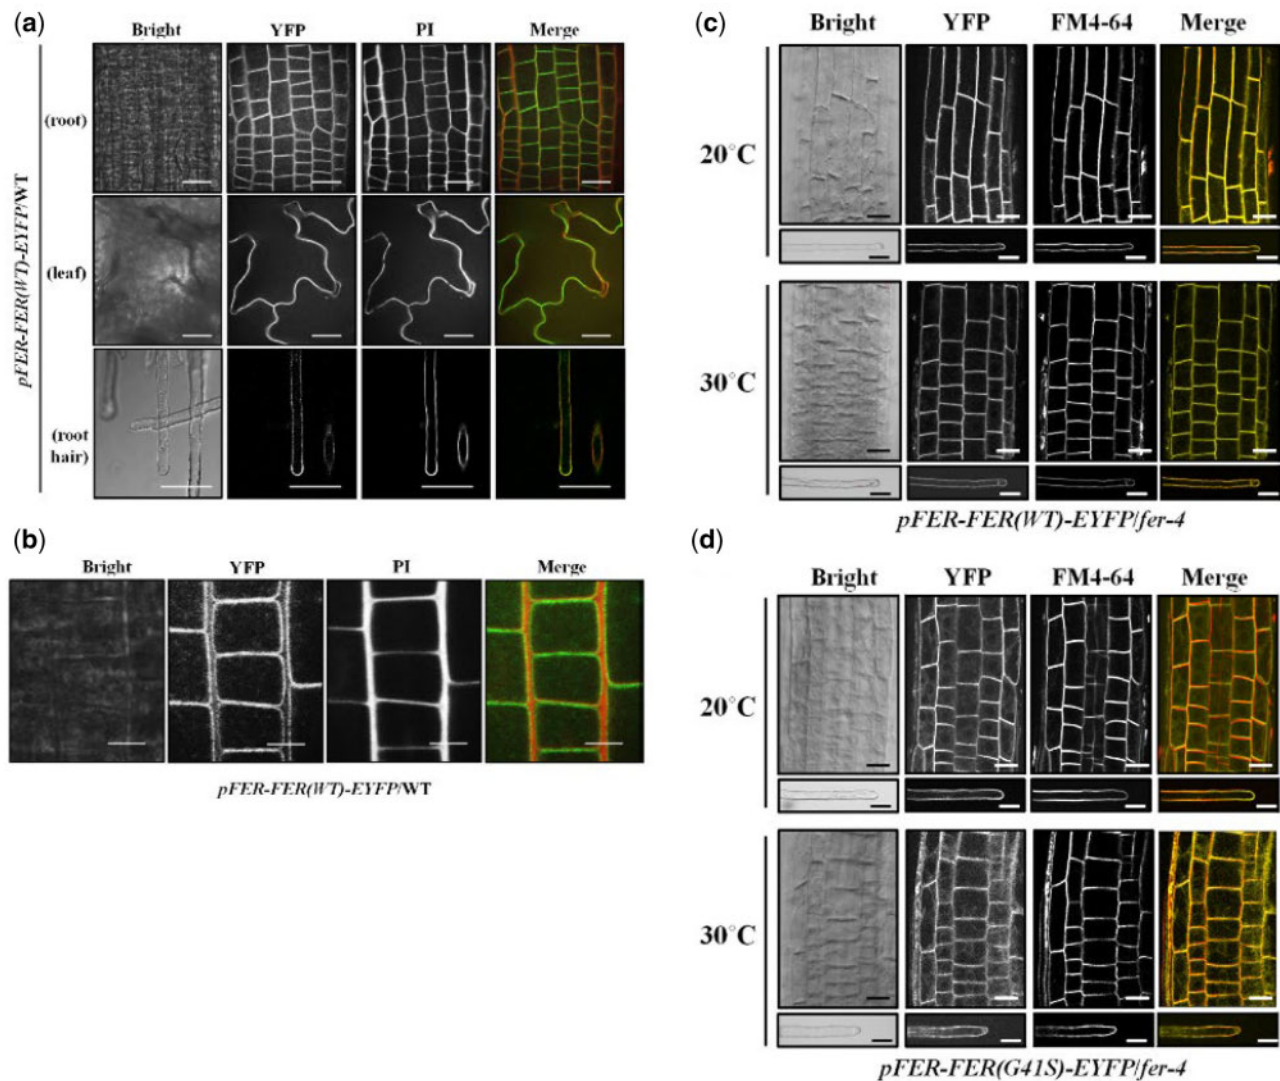 (a)
Bright YFP PI Merge
pFER-FER(WT)-EYFP/WT
(root)
(leaf)
(root
hair)
(b)
Bright YFP PI Merge
pFER-FER(WT)-EYFP/WT
(c)
Bright YFP FM4-64 Merge
20°C
30°C
pFER-FER(WT)-EYFP/fer-4
(d)
Bright YFP FM4-64 Merge
20°C
30°C
pFER-FER(G41S)-EYFP/fer-4